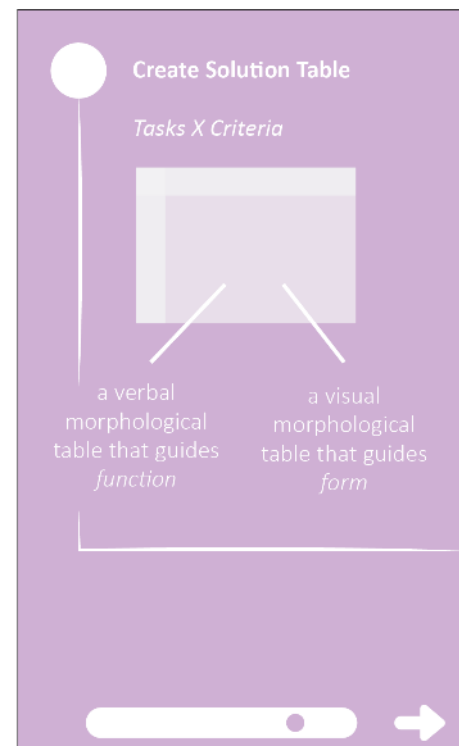 Create Solution Table
Tasks X Criteria
a verbal
morphological
table that guides
function
a visual
morphological
table that guides
form